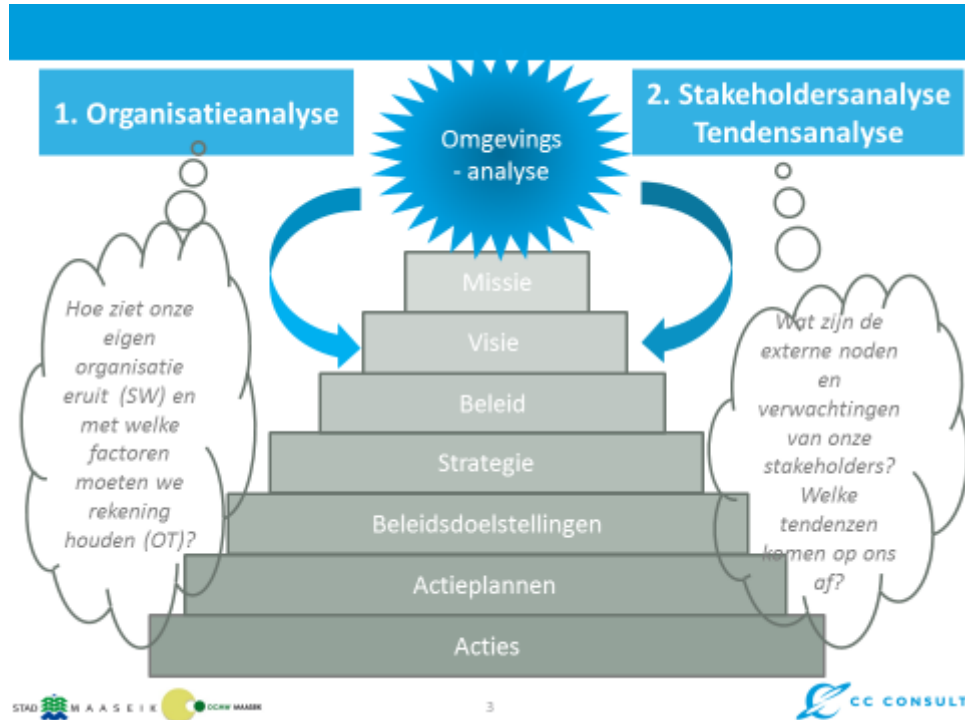 1. Organisatieanalyse
Omgevings
- analyse
2. Stakeholdersanalyse
Tendensanalyse
Hoe ziet onze
eigen
organisatie
eruit (SW) en
met welke
factoren
moeten we
rekening
houden (OT)?
Missie
Visie
Beleid
Strategie
Beleidsdoelstellingen
Actieplannen
Acties
Wat zijn de
externe noden
en
verwachtingen
van onze
stakeholders?
Welke
tendenzen
komen op ons
af?
STAD MAASEIK
OCMW MAASEIK
3
CC CONSULT